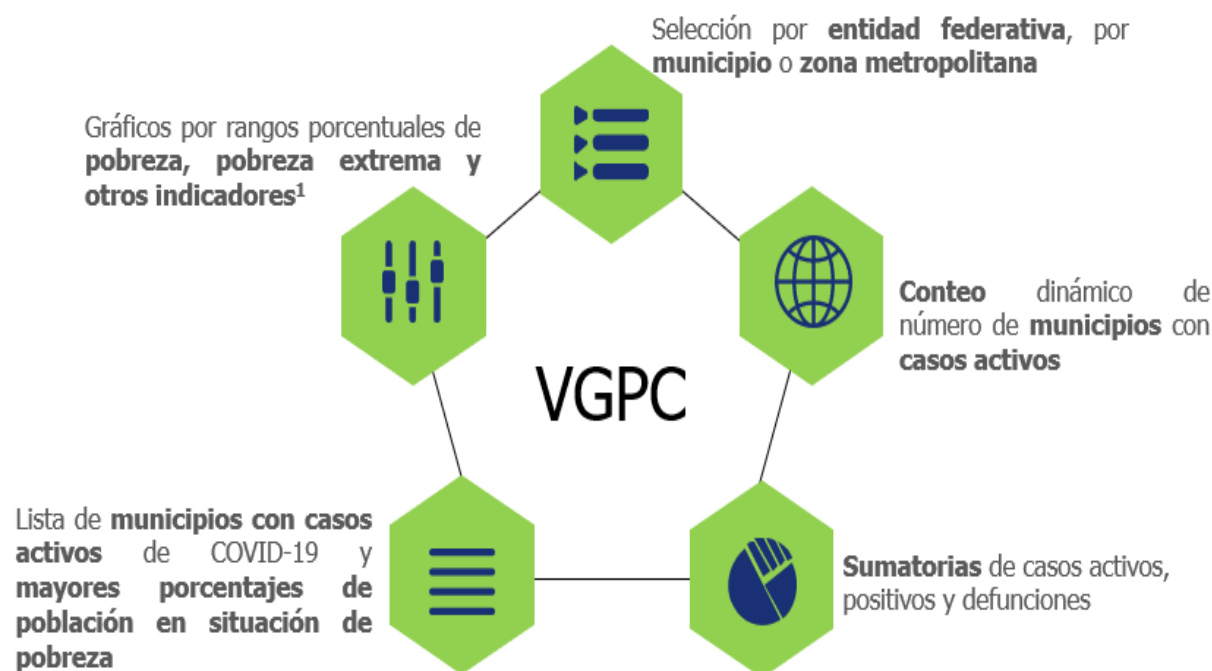 Selección por entidad federativa, por
municipio o zona metropolitana
Gráficos por rangos porcentuales de
pobreza, pobreza extrema y
otros indicadores¹
Conteo dinámico de
número de municipios con
casos activos
VGPC
Lista de municipios con casos
activos de COVID-19 y
mayores porcentajes de
población en situación de
pobreza
Sumatorias de casos activos,
positivos y defunciones